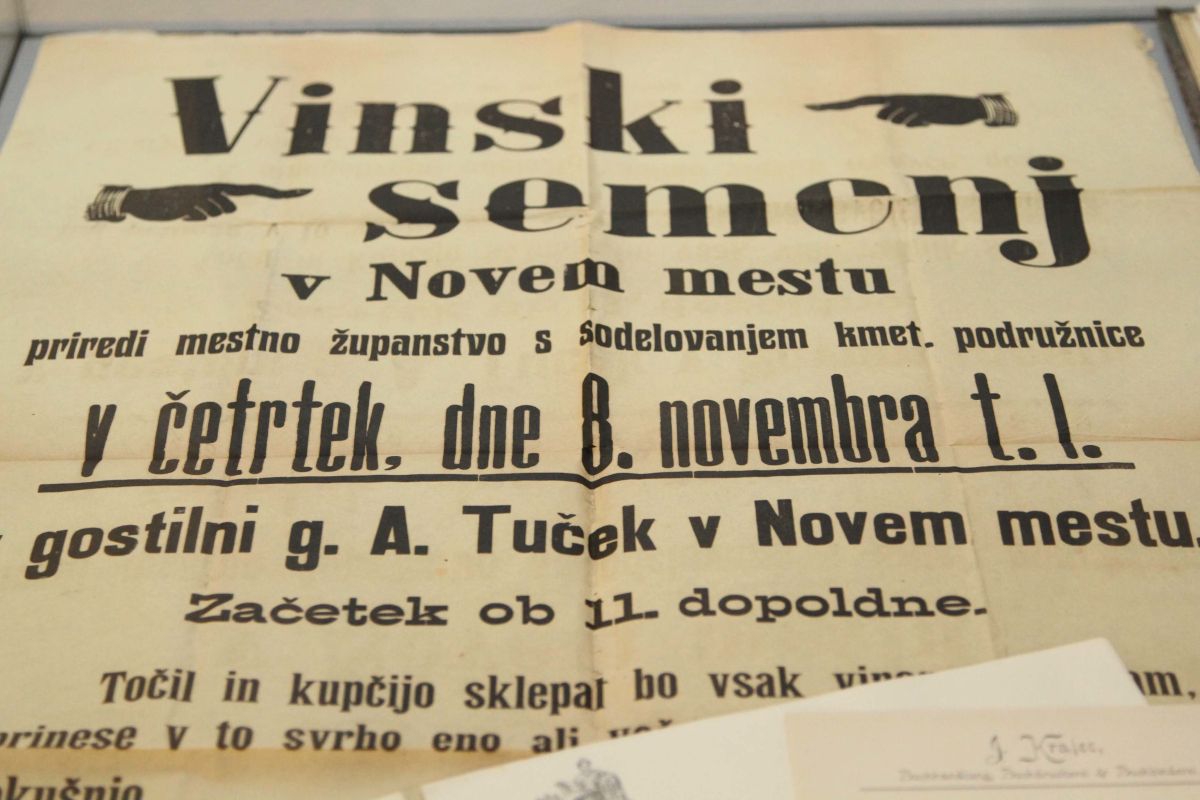 Vinski
semenj
v Novem mestu
priredi mestno županstvo s sodelovanjem kmet. podružnice
v četrtek, dne 8. novembra t. l.
gostilni g. A. Tuček v Novem mestu.
Začetek ob 11. dopoldne.
Točil in kupčijo sklepal bo vsak
prinese v to svrho eno ali
J. Krajec,